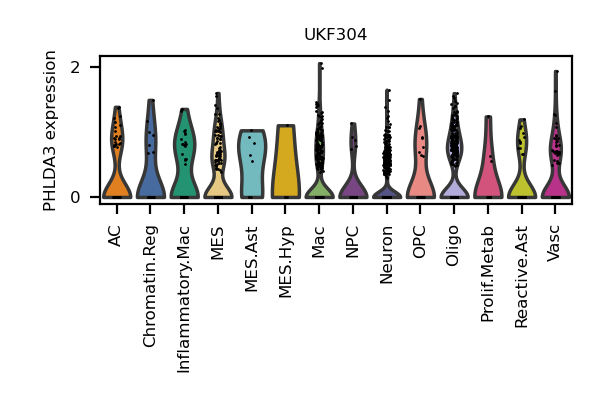 UKF304
PHLDA3 expression
2
0
AC
Chromatin.Reg
Inflammatory.Mac
MES
MES.Ast
MES.Hyp
Mac
NPC
Neuron
OPC
Oligo
Prolif.Metab
Reactive.Ast
Vasc